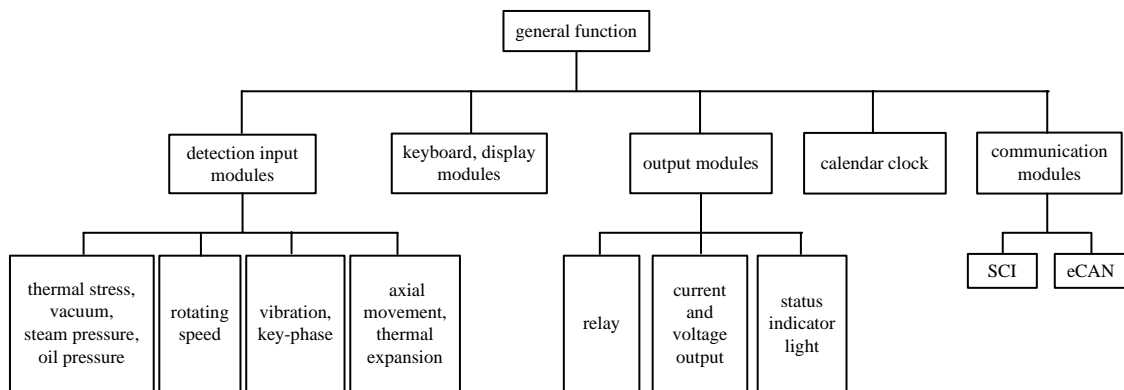 general function
detection input
modules
keyboard, display
modules
output modules
calendar clock
communication
modules
thermal stress,
vacuum,
steam pressure,
oil pressure
rotating
speed
vibration,
key-phase
axial
movement,
thermal
expansion
relay
current
and
voltage
output
status
indicator
light
SCI
eCAN